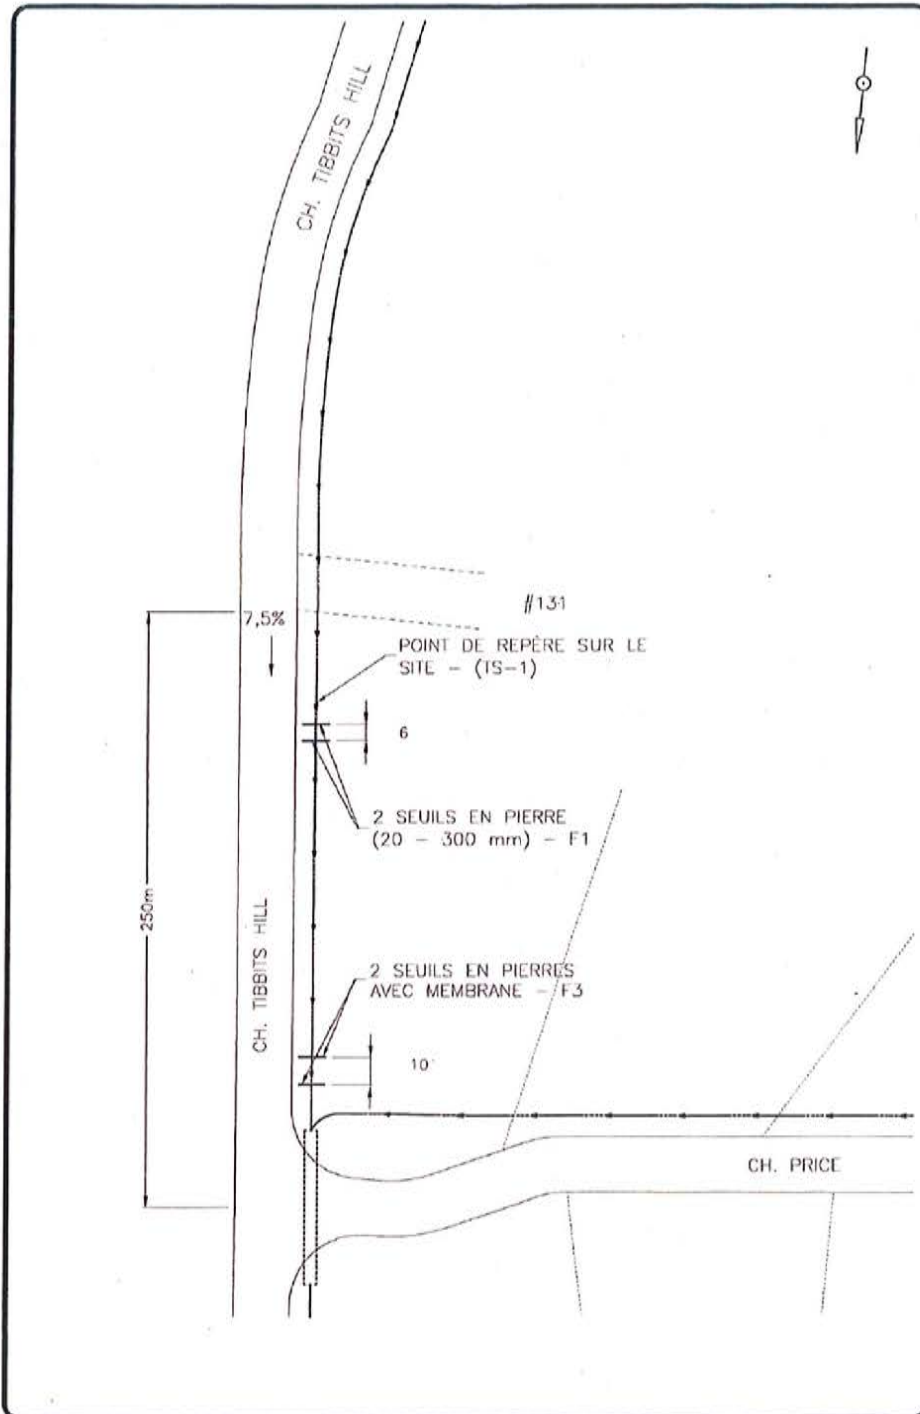 CH. TIBBITS HILL
#131
7,5%
POINT DE REPÈRE SUR LE
SITE - (TS-1)
6
2 SEUILS EN PIERRE
(20 - 300 mm) - F1
250m
CH. TIBBITS HILL
2 SEUILS EN PIERRES
AVEC MEMBRANE - F3
10
CH. PRICE